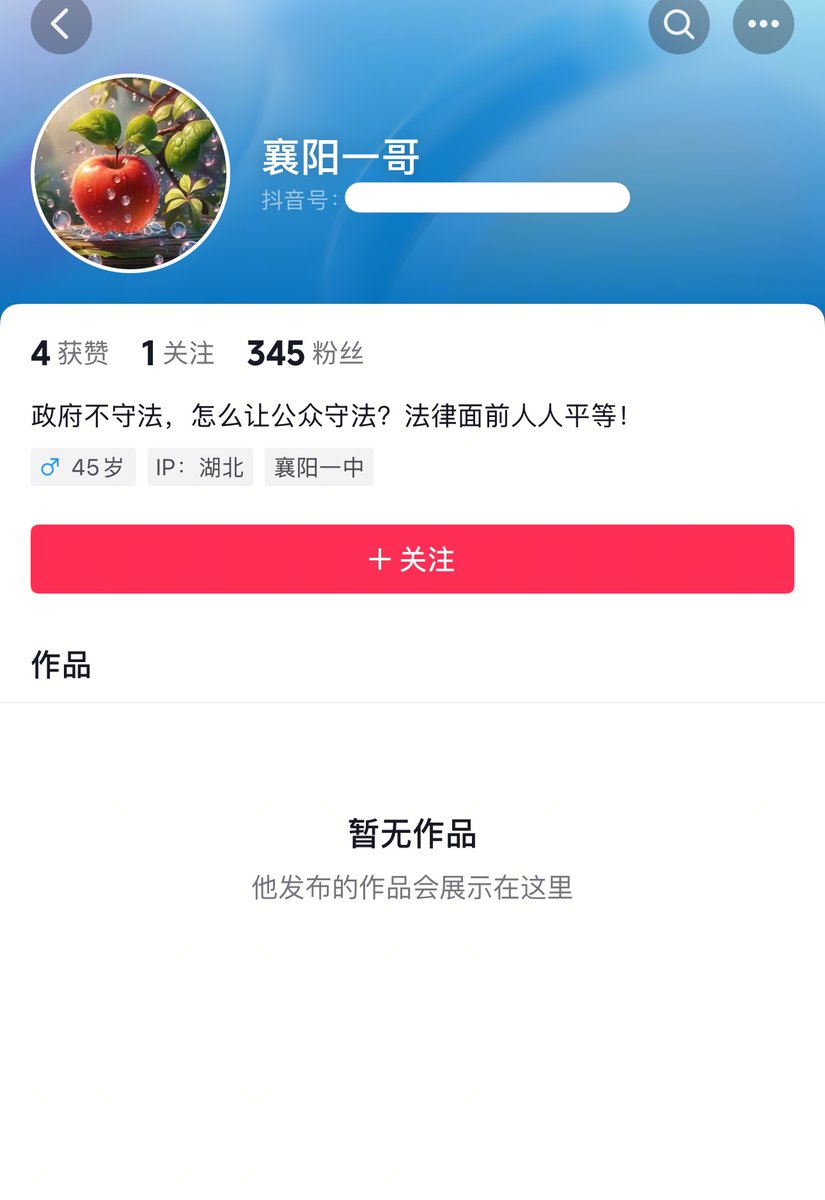 襄阳一哥
抖音号：
4 获赞 1 关注 345 粉丝
政府不守法，怎么让公众守法？法律面前人人平等！
♂ 45岁 IP：湖北 襄阳一中
＋ 关注
作品
暂无作品
他发布的作品会展示在这里